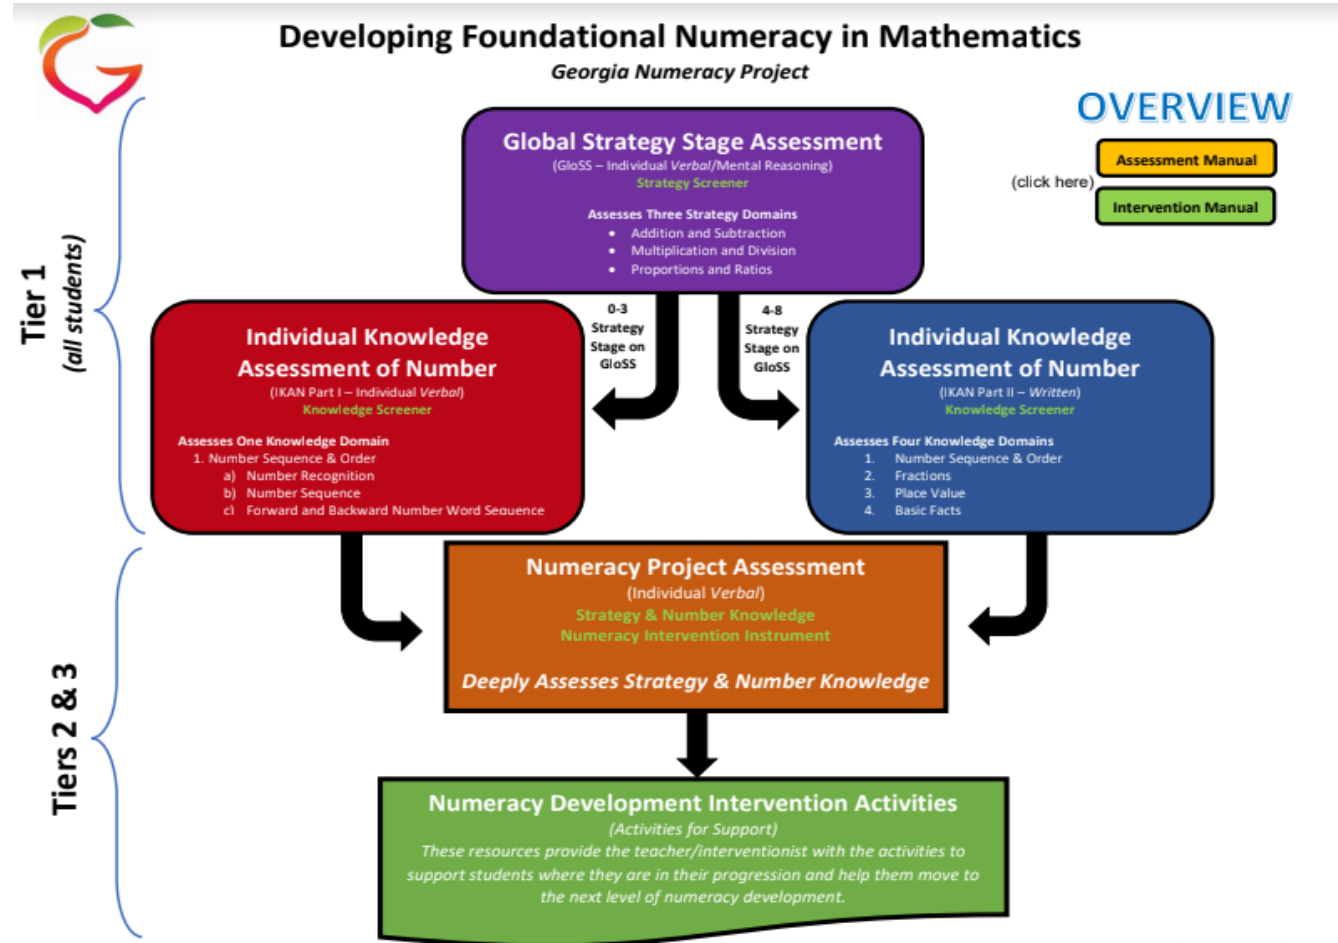 Developing Foundational Numeracy in Mathematics
Georgia Numeracy Project
OVERVIEW
Assessment Manual
(click here)
Intervention Manual
Tier 1
(all students)
Global Strategy Stage Assessment
(GloSS – Individual Verbal/Mental Reasoning)
Strategy Screener
Assesses Three Strategy Domains
• Addition and Subtraction
• Multiplication and Division
• Proportions and Ratios
0-3
Strategy
Stage on
GloSS
4-8
Strategy
Stage on
GloSS
Individual Knowledge
Assessment of Number
(IKAN Part I – Individual Verbal)
Knowledge Screener
Assesses One Knowledge Domain
1. Number Sequence & Order
a) Number Recognition
b) Number Sequence
c) Forward and Backward Number Word Sequence
Individual Knowledge
Assessment of Number
(IKAN Part II – Written)
Knowledge Screener
Assesses Four Knowledge Domains
1. Number Sequence & Order
2. Fractions
3. Place Value
4. Basic Facts
Tiers 2 & 3
Numeracy Project Assessment
(Individual Verbal)
Strategy & Number Knowledge
Numeracy Intervention Instrument
Deeply Assesses Strategy & Number Knowledge
Numeracy Development Intervention Activities
(Activities for Support)
These resources provide the teacher/interventionist with the activities to
support students where they are in their progression and help them move to
the next level of numeracy development.